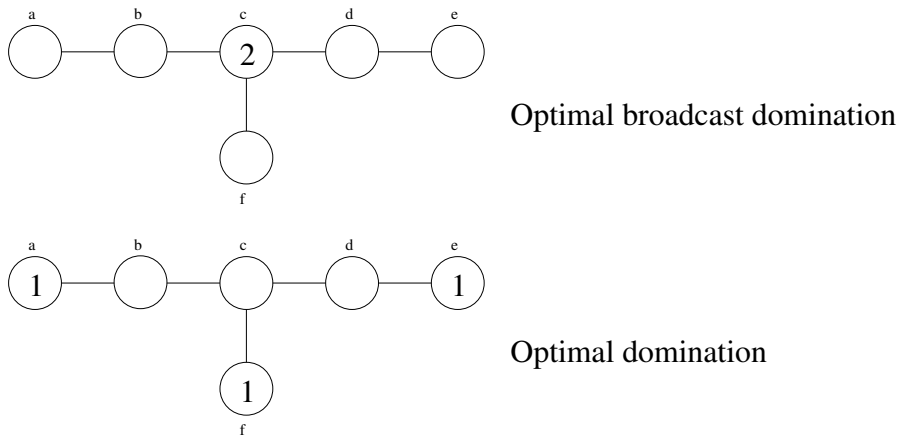 a b c d e
2
Optimal broadcast domination
f
a b c d e
1 1
Optimal domination
1
f